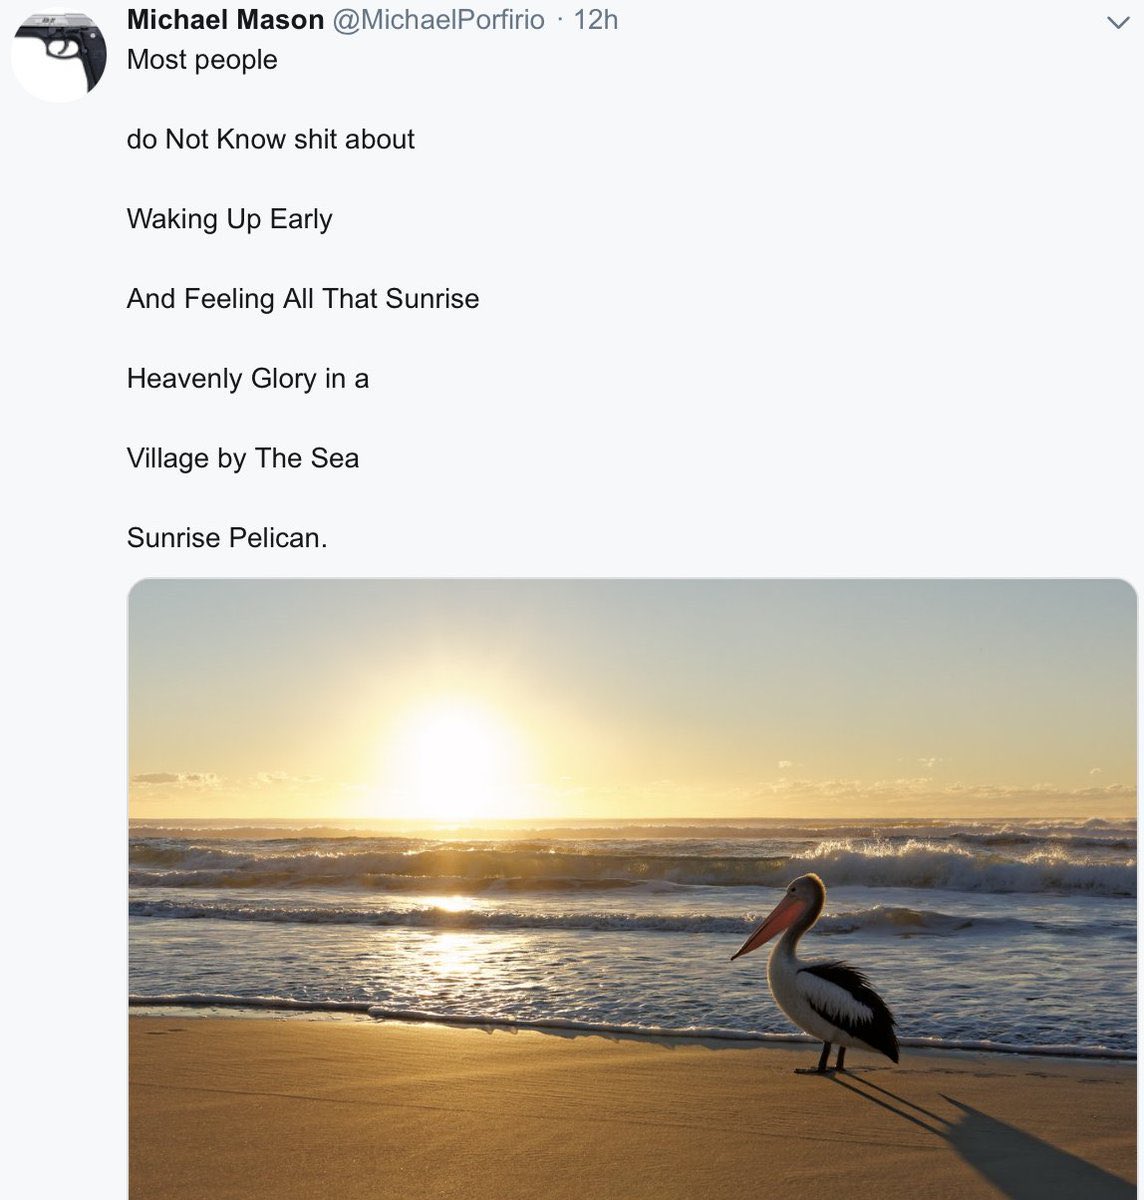 Michael Mason @MichaelPorfirio · 12h
Most people
do Not Know shit about
Waking Up Early
And Feeling All That Sunrise
Heavenly Glory in a
Village by The Sea
Sunrise Pelican.